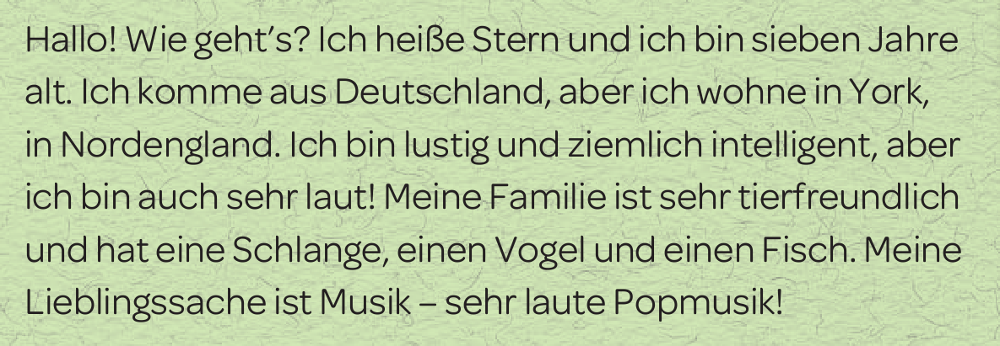 Hallo! Wie geht’s? Ich heiße Stern und ich bin sieben Jahre
alt. Ich komme aus Deutschland, aber ich wohne in York,
in Nordengland. Ich bin lustig und ziemlich intelligent, aber
ich bin auch sehr laut! Meine Familie ist sehr tierfreundlich
und hat eine Schlange, einen Vogel und einen Fisch. Meine
Lieblingssache ist Musik – sehr laute Popmusik!